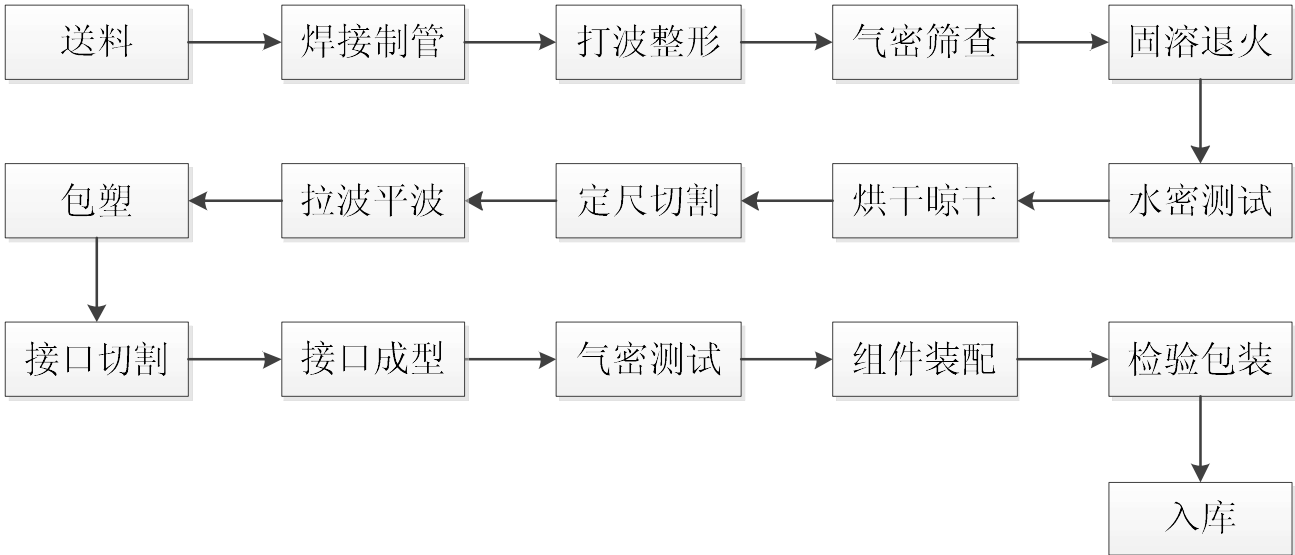 送料
焊接制管
打波整形
气密筛查
固溶退火
水密测试
烘干晾干
定尺切割
拉波平波
包塑
接口切割
接口成型
气密测试
组件装配
检验包装
入库